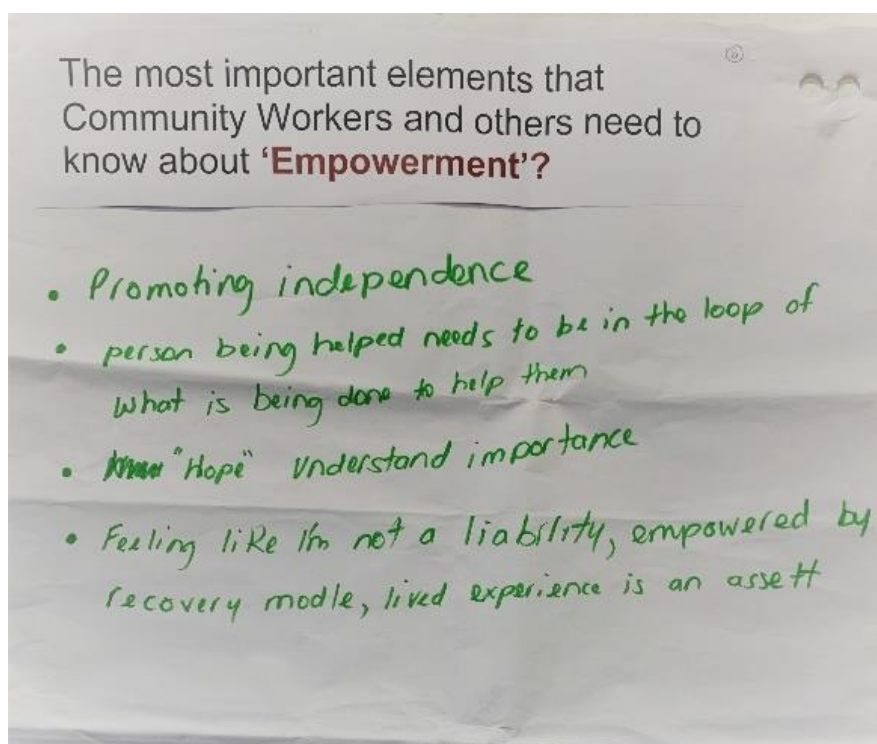 The most important elements that
Community Workers and others need to
know about ‘Empowerment’?
• Promoting independence
• person being helped needs to be in the loop of
what is being done to help them
• "Hope" understand importance
• Feeling like I'm not a liability, empowered by
recovery modle, lived experience is an assett